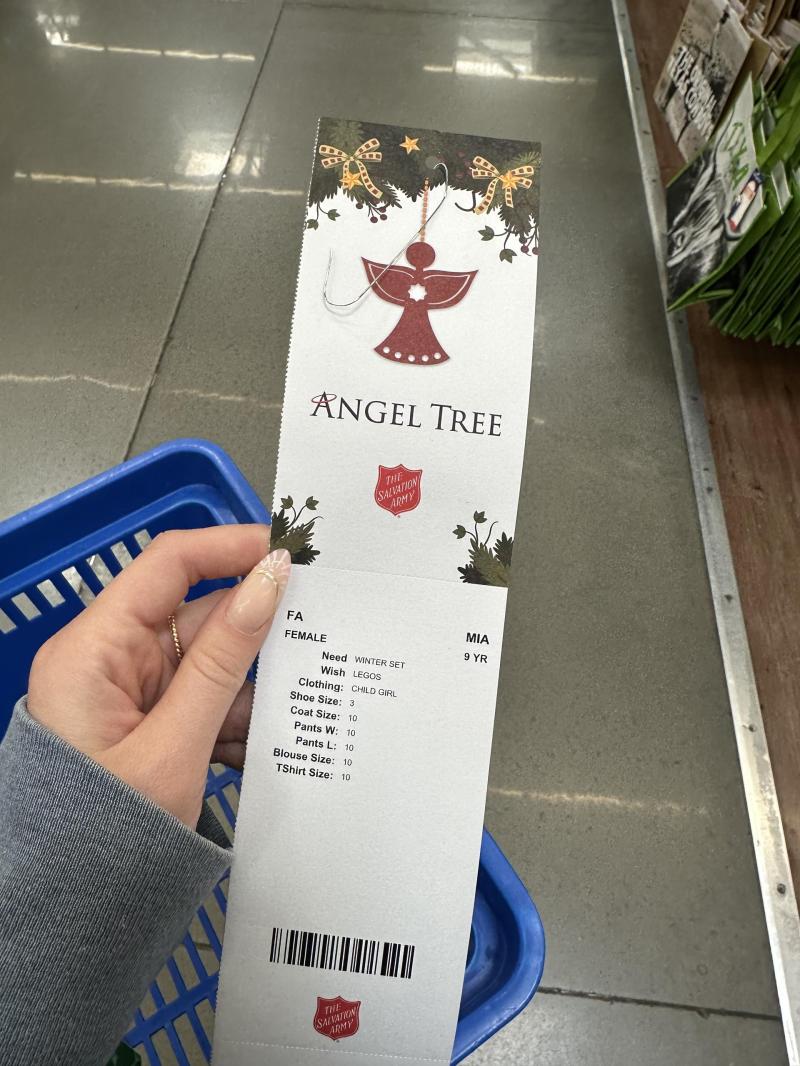 ANGEL TREE
THE
SALVATION
ARMY
FA
FEMALE
MIA
9 YR
Need WINTER SET
Wish LEGOS
Clothing: CHILD GIRL
Shoe Size: 3
Coat Size: 10
Pants W: 10
Pants L: 10
Blouse Size: 10
TShirt Size: 10
THE
SALVATION
ARMY